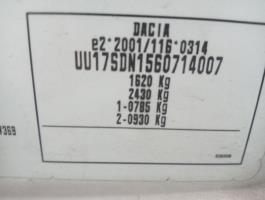 DACIA
e2*2001/116*0314
UU17SDN1560714007
1620 Kg
2430 Kg
1-0785 Kg
2-0930 Kg